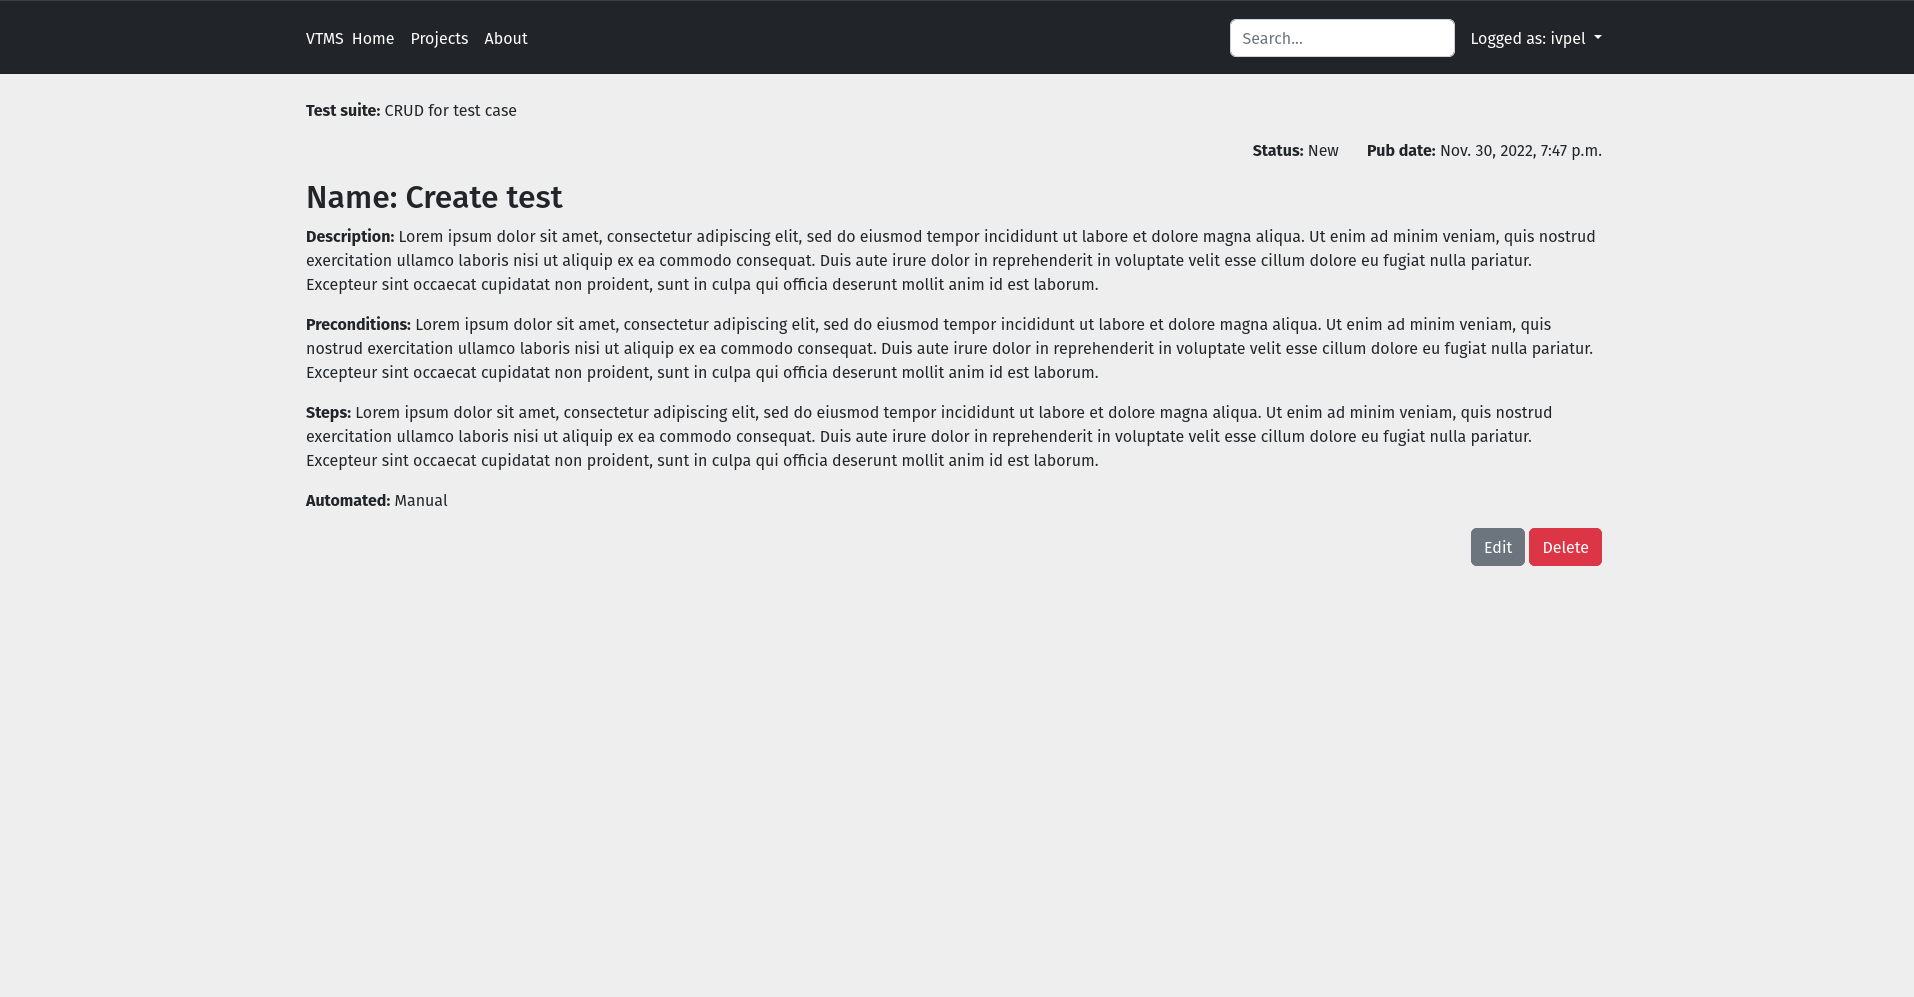 VTMS Home Projects About Search... Logged as: ivpel
Test suite: CRUD for test case
Status: New Pub date: Nov. 30, 2022, 7:47 p.m.
Name: Create test
Description: Lorem ipsum dolor sit amet, consectetur adipiscing elit, sed do eiusmod tempor incididunt ut labore et dolore magna aliqua. Ut enim ad minim veniam, quis nostrud
exercitation ullamco laboris nisi ut aliquip ex ea commodo consequat. Duis aute irure dolor in reprehenderit in voluptate velit esse cillum dolore eu fugiat nulla pariatur.
Excepteur sint occaecat cupidatat non proident, sunt in culpa qui officia deserunt mollit anim id est laborum.
Preconditions: Lorem ipsum dolor sit amet, consectetur adipiscing elit, sed do eiusmod tempor incididunt ut labore et dolore magna aliqua. Ut enim ad minim veniam, quis
nostrud exercitation ullamco laboris nisi ut aliquip ex ea commodo consequat. Duis aute irure dolor in reprehenderit in voluptate velit esse cillum dolore eu fugiat nulla pariatur.
Excepteur sint occaecat cupidatat non proident, sunt in culpa qui officia deserunt mollit anim id est laborum.
Steps: Lorem ipsum dolor sit amet, consectetur adipiscing elit, sed do eiusmod tempor incididunt ut labore et dolore magna aliqua. Ut enim ad minim veniam, quis nostrud
exercitation ullamco laboris nisi ut aliquip ex ea commodo consequat. Duis aute irure dolor in reprehenderit in voluptate velit esse cillum dolore eu fugiat nulla pariatur.
Excepteur sint occaecat cupidatat non proident, sunt in culpa qui officia deserunt mollit anim id est laborum.
Automated: Manual
Edit Delete